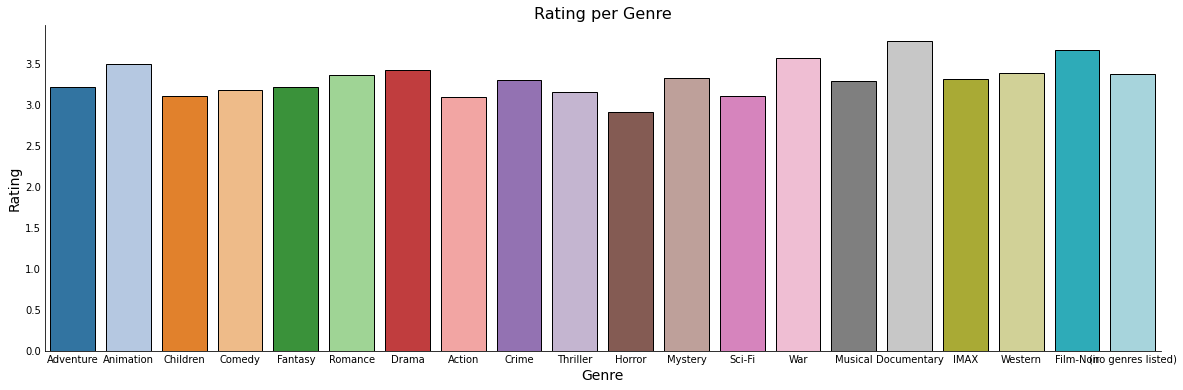 Rating per Genre
Rating
3.5
3.0
2.5
2.0
1.5
1.0
0.5
0.0
Adventure Animation Children Comedy Fantasy Romance Drama Action Crime Thriller Horror Mystery Sci-Fi War Musical Documentary IMAX Western Film-Noir (no genres listed)
Genre